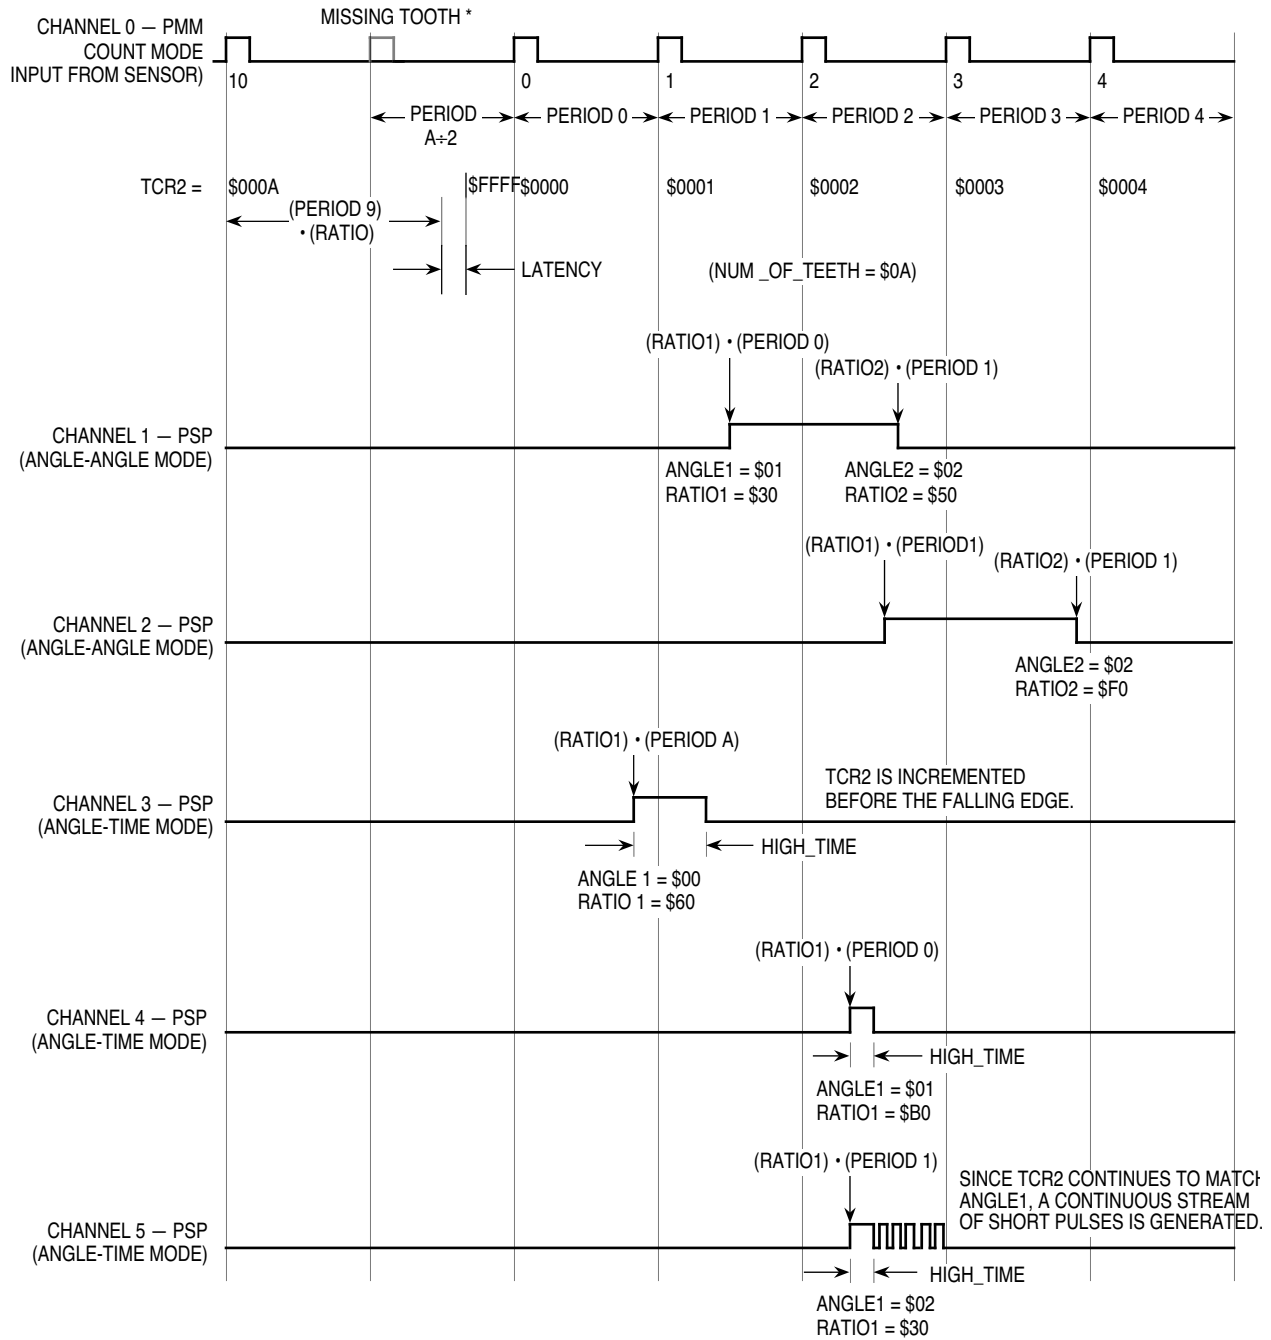 MISSING TOOTH *
CHANNEL 0 — PMM
COUNT MODE
INPUT FROM SENSOR)
10
0
1
2
3
4
PERIOD
A÷2
PERIOD 0
PERIOD 1
PERIOD 2
PERIOD 3
PERIOD 4
TCR2 =
$000A
$FFFF
$0000
$0001
$0002
$0003
$0004
(PERIOD 9)
• (RATIO)
LATENCY
(NUM _OF_TEETH = $0A)
(RATIO1) • (PERIOD 0)
(RATIO2) • (PERIOD 1)
CHANNEL 1 — PSP
(ANGLE-ANGLE MODE)
ANGLE1 = $01
RATIO1 = $30
ANGLE2 = $02
RATIO2 = $50
(RATIO1) • (PERIOD1)
(RATIO2) • (PERIOD 1)
CHANNEL 2 — PSP
(ANGLE-ANGLE MODE)
ANGLE2 = $02
RATIO2 = $F0
(RATIO1) • (PERIOD A)
TCR2 IS INCREMENTED
BEFORE THE FALLING EDGE.
CHANNEL 3 — PSP
(ANGLE-TIME MODE)
HIGH_TIME
ANGLE 1 = $00
RATIO 1 = $60
(RATIO1) • (PERIOD 0)
CHANNEL 4 — PSP
(ANGLE-TIME MODE)
HIGH_TIME
ANGLE1 = $01
RATIO1 = $B0
(RATIO1) • (PERIOD 1)
SINCE TCR2 CONTINUES TO MATCH
ANGLE1, A CONTINUOUS STREAM
OF SHORT PULSES IS GENERATED.
CHANNEL 5 — PSP
(ANGLE-TIME MODE)
HIGH_TIME
ANGLE1 = $02
RATIO1 = $30